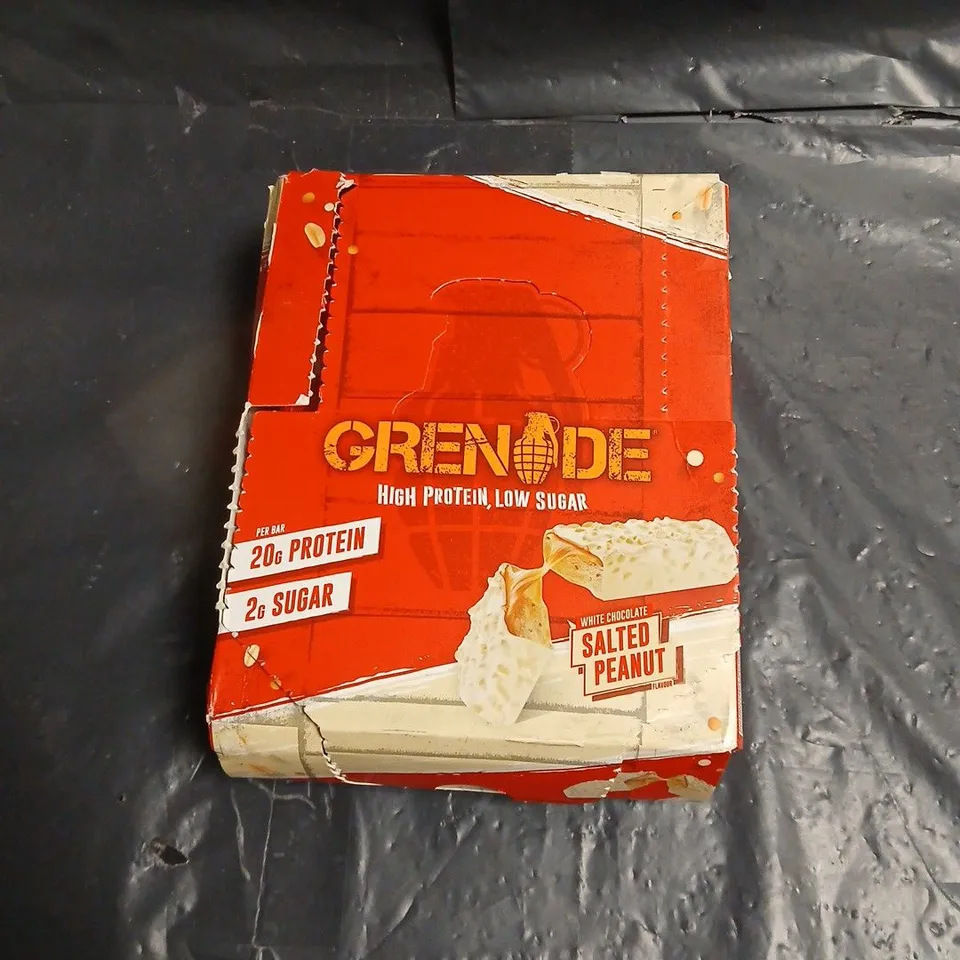 GRENADE
HIGH PROTEIN, LOW SUGAR
PER BAR
20G PROTEIN
2G SUGAR
WHITE CHOCOLATE
SALTED
PEANUT
FLAVOUR